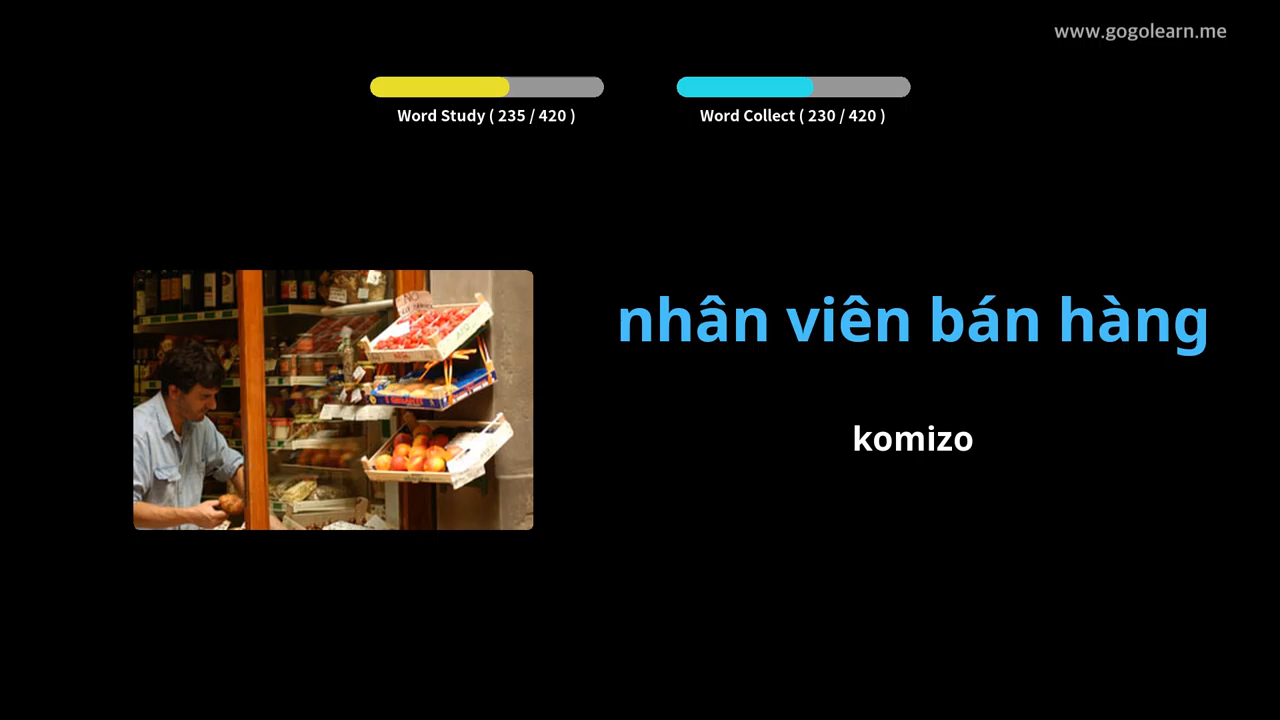 www.gogolearn.me
Word Study ( 235 / 420 )
Word Collect ( 230 / 420 )
nhân viên bán hàng
komizo